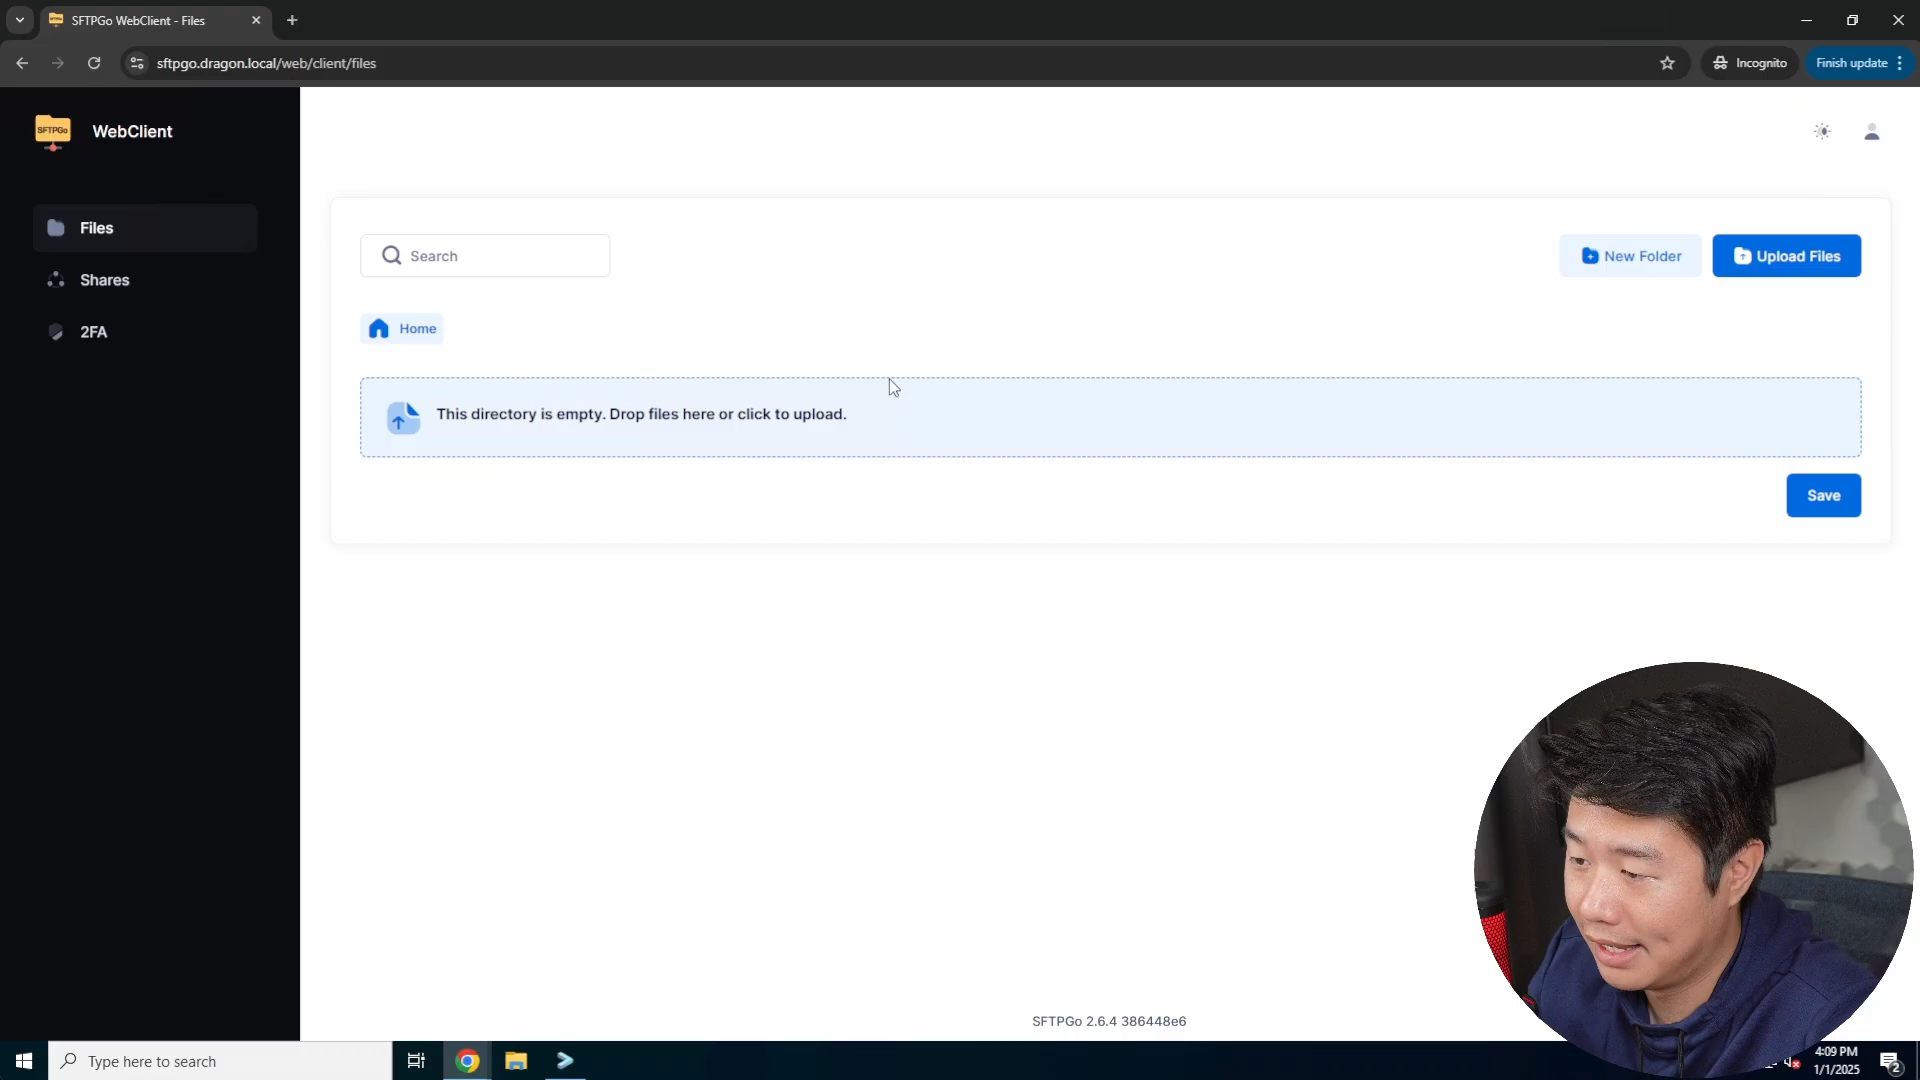 SFTPGo WebClient - Files
sftpgo.dragon.local/web/client/files
Incognito
Finish update
SFTPGo
WebClient
Files
Shares
2FA
Search
New Folder
Upload Files
Home
This directory is empty. Drop files here or click to upload.
Save
SFTPGo 2.6.4 386448e6
Type here to search
4:09 PM
1/1/2025
2